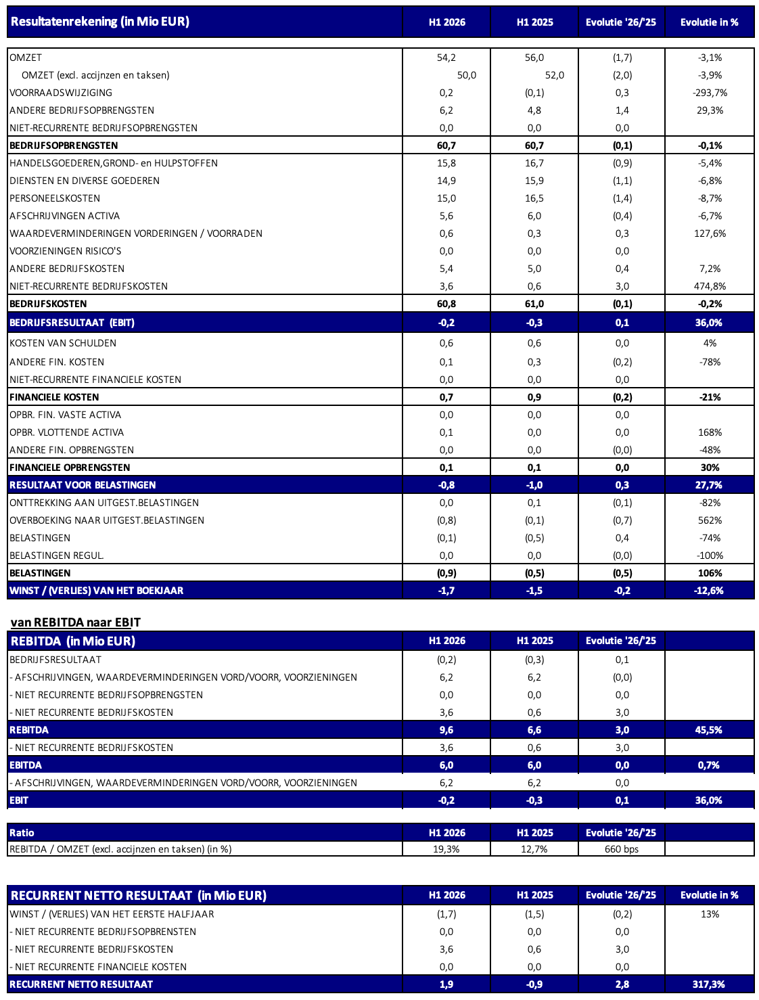 Resultatenrekening (in Mio EUR) H1 2026 H1 2025 Evolutie '26/'25 Evolutie in %
OMZET 54,2 56,0 (1,7) -3,1%
OMZET (excl. accijnzen en taksen) 50,0 52,0 (2,0) -3,9%
VOORRAADSWIJZIGING 0,2 (0,1) 0,3 -293,7%
ANDERE BEDRIJFSOPBRENGSTEN 6,2 4,8 1,4 29,3%
NIET-RECURRENTE BEDRIJFSOPBRENGSTEN 0,0 0,0 0,0
BEDRIJFSOPBRENGSTEN 60,7 60,7 (0,1) -0,1%
HANDELSGOEDEREN,GROND- en HULPSTOFFEN 15,8 16,7 (0,9) -5,4%
DIENSTEN EN DIVERSE GOEDEREN 14,9 15,9 (1,1) -6,8%
PERSONEELSKOSTEN 15,0 16,5 (1,4) -8,7%
AFSCHRIJVINGEN ACTIVA 5,6 6,0 (0,4) -6,7%
WAARDEVERMINDERINGEN VORDERINGEN / VOORRADEN 0,6 0,3 0,3 127,6%
VOORZIENINGEN RISICO'S 0,0 0,0 0,0
ANDERE BEDRIJFSKOSTEN 5,4 5,0 0,4 7,2%
NIET-RECURRENTE BEDRIJFSKOSTEN 3,6 0,6 3,0 474,8%
BEDRIJFSKOSTEN 60,8 61,0 (0,1) -0,2%
BEDRIJFSRESULTAAT (EBIT) -0,2 -0,3 0,1 36,0%
KOSTEN VAN SCHULDEN 0,6 0,6 0,0 4%
ANDERE FIN. KOSTEN 0,1 0,3 (0,2) -78%
NIET-RECURRENTE FINANCIELE KOSTEN 0,0 0,0 0,0
FINANCIELE KOSTEN 0,7 0,9 (0,2) -21%
OPBR. FIN. VASTE ACTIVA 0,0 0,0 0,0
OPBR. VLOTTENDE ACTIVA 0,1 0,0 0,0 168%
ANDERE FIN. OPBRENGSTEN 0,0 0,0 (0,0) -48%
FINANCIELE OPBRENGSTEN 0,1 0,1 0,0 30%
RESULTAAT VOOR BELASTINGEN -0,8 -1,0 0,3 27,7%
ONTTREKKING AAN UITGEST.BELASTINGEN 0,0 0,1 (0,1) -82%
OVERBOEKING NAAR UITGEST.BELASTINGEN (0,8) (0,1) (0,7) 562%
BELASTINGEN (0,1) (0,5) 0,4 -74%
BELASTINGEN REGUL. 0,0 0,0 (0,0) -100%
BELASTINGEN (0,9) (0,5) (0,5) 106%
WINST / (VERLIES) VAN HET BOEKJAAR -1,7 -1,5 -0,2 -12,6%
van REBITDA naar EBIT
REBITDA (in Mio EUR) H1 2026 H1 2025 Evolutie '26/'25
BEDRIJFSRESULTAAT (0,2) (0,3) 0,1
- AFSCHRIJVINGEN, WAARDEVERMINDERINGEN VORD/VOORR, VOORZIENINGEN 6,2 6,2 (0,0)
- NIET RECURRENTE BEDRIJFSOPBRENGSTEN 0,0 0,0 0,0
- NIET RECURRENTE BEDRIJFSKOSTEN 3,6 0,6 3,0
REBITDA 9,6 6,6 3,0 45,5%
- NIET RECURRENTE BEDRIJFSKOSTEN 3,6 0,6 3,0
EBITDA 6,0 6,0 0,0 0,7%
- AFSCHRIJVINGEN, WAARDEVERMINDERINGEN VORD/VOORR, VOORZIENINGEN 6,2 6,2 0,0
EBIT -0,2 -0,3 0,1 36,0%
Ratio H1 2026 H1 2025 Evolutie '26/'25
REBITDA / OMZET (excl. accijnzen en taksen) (in %) 19,3% 12,7% 660 bps
RECURRENT NETTO RESULTAAT (in Mio EUR) H1 2026 H1 2025 Evolutie '26/'25 Evolutie in %
WINST / (VERLIES) VAN HET EERSTE HALFJAAR (1,7) (1,5) (0,2) 13%
- NIET RECURRENTE BEDRIJFSOPBRENSTEN 0,0 0,0 0,0
- NIET RECURRENTE BEDRIJFSKOSTEN 3,6 0,6 3,0
- NIET RECURRENTE FINANCIELE KOSTEN 0,0 0,0 0,0
RECURRENT NETTO RESULTAAT 1,9 -0,9 2,8 317,3%